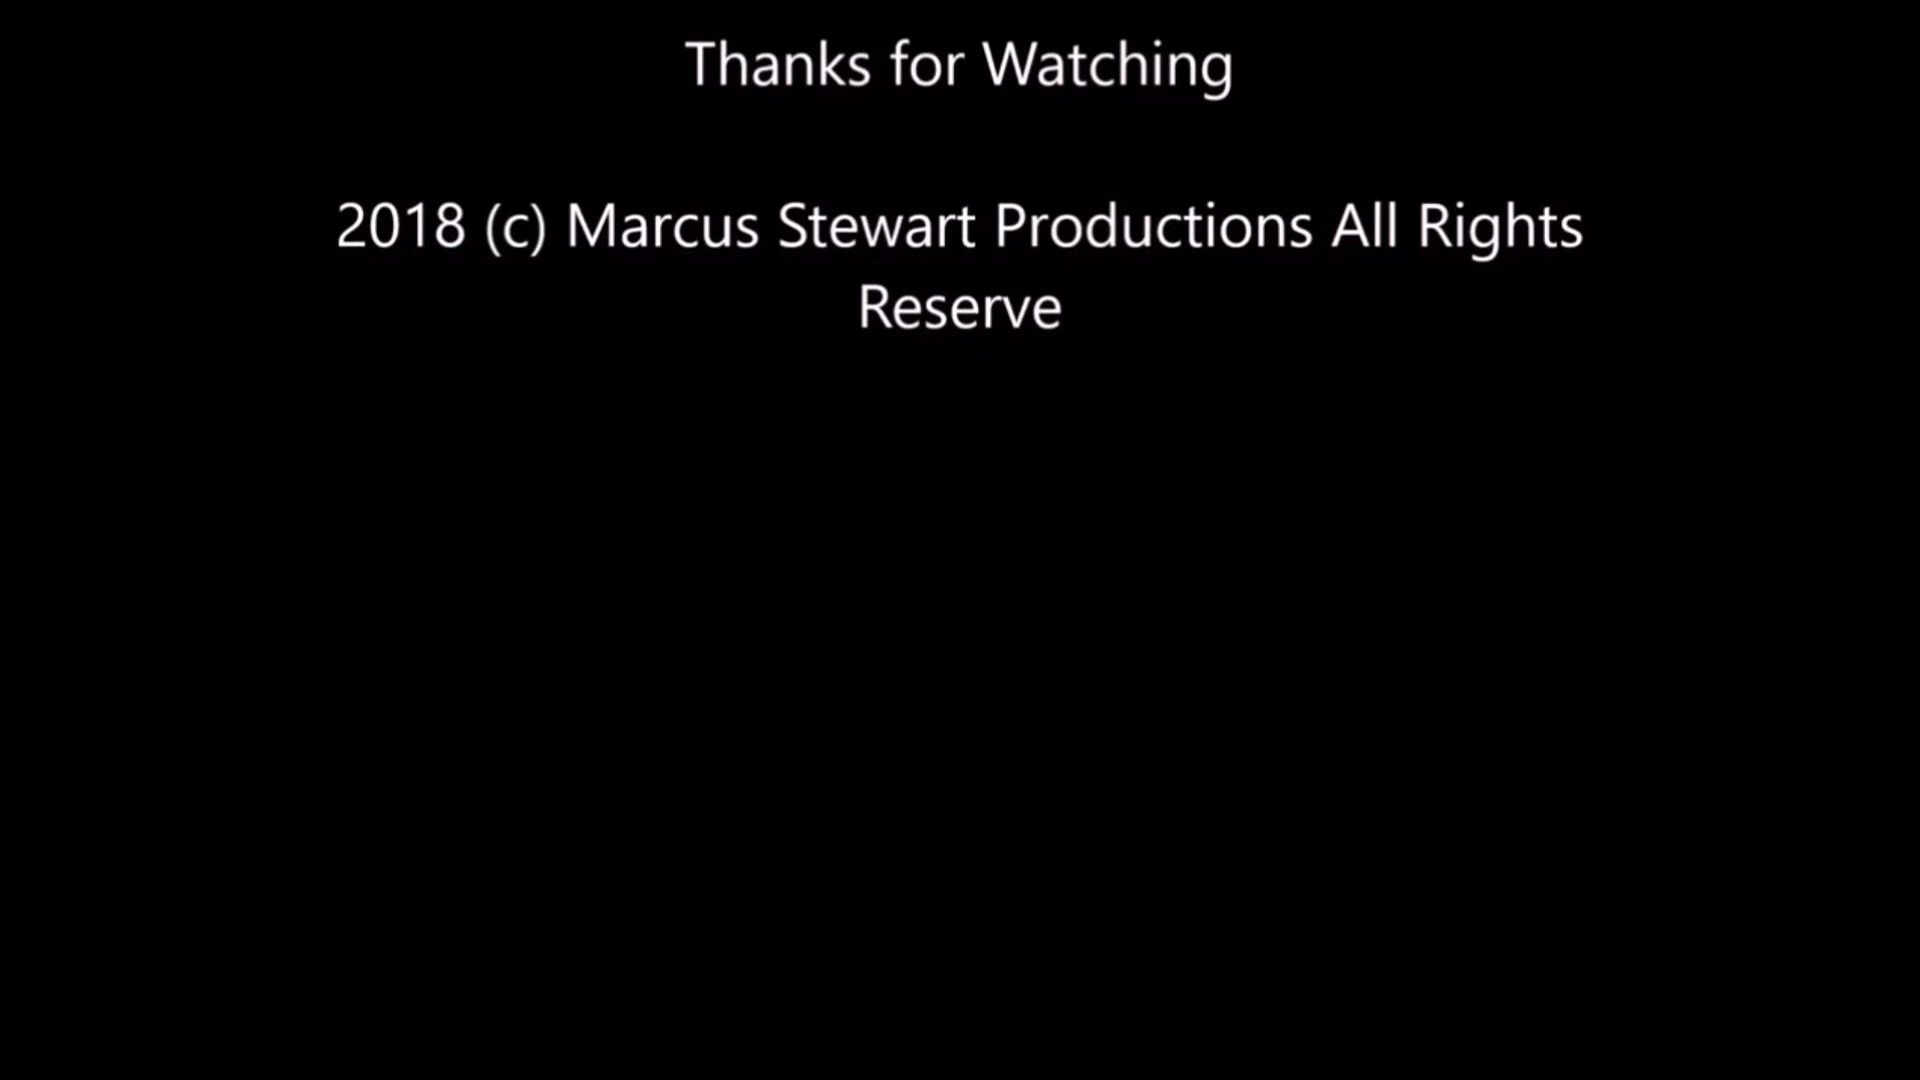 Thanks for Watching
2018 (c) Marcus Stewart Productions All Rights
Reserve